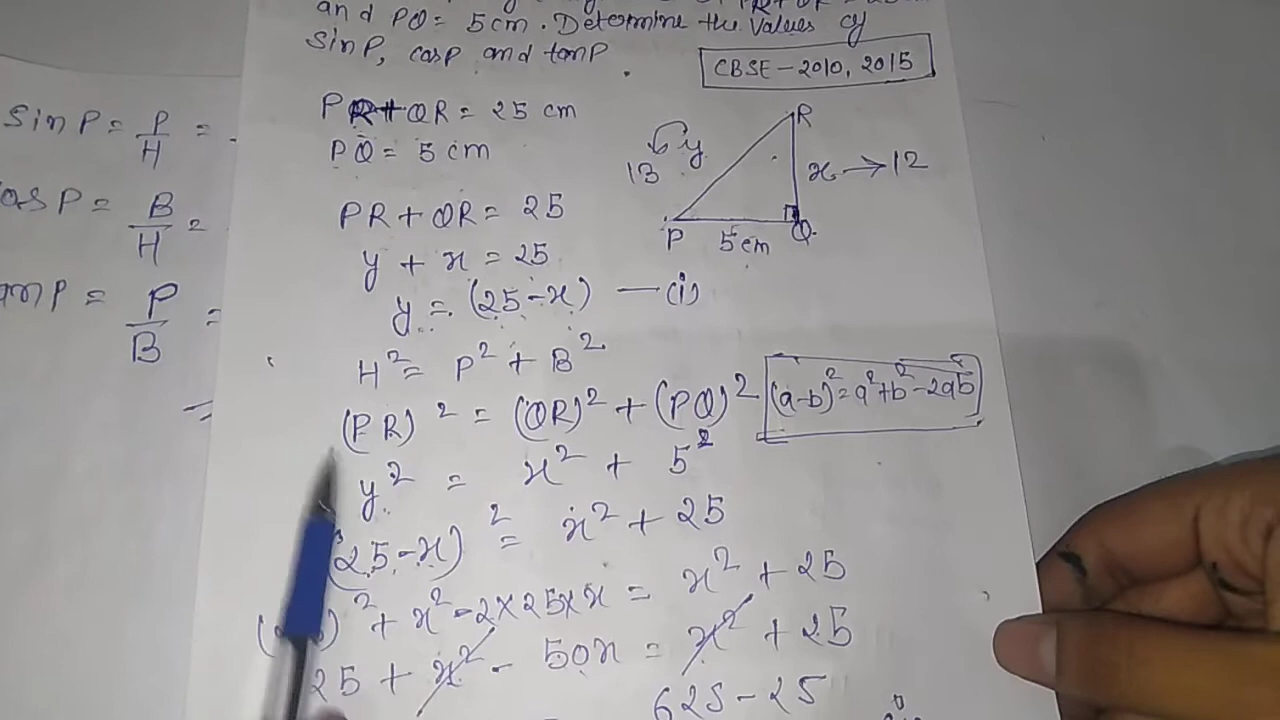 and PQ = 5cm. Determine the values of
SinP, cosP and tanP.
CBSE - 2010, 2015
SinP = P/H =
P = B/H =
P = P/B =
=
PR + QR = 25 cm
PQ = 5 cm
R
y
13
x → 12
P
5cm
Q
PR + QR = 25
y + x = 25
y = (25 - x) — (i)
H² = P² + B²
(PR)² = (QR)² + (PQ)²
(a-b)² = a² + b² - 2ab
y² = x² + 5²
(25 - x)² = x² + 25
)² + x² - 2 × 25 × x = x² + 25
25 + x² - 50x = x² + 25
625 - 25